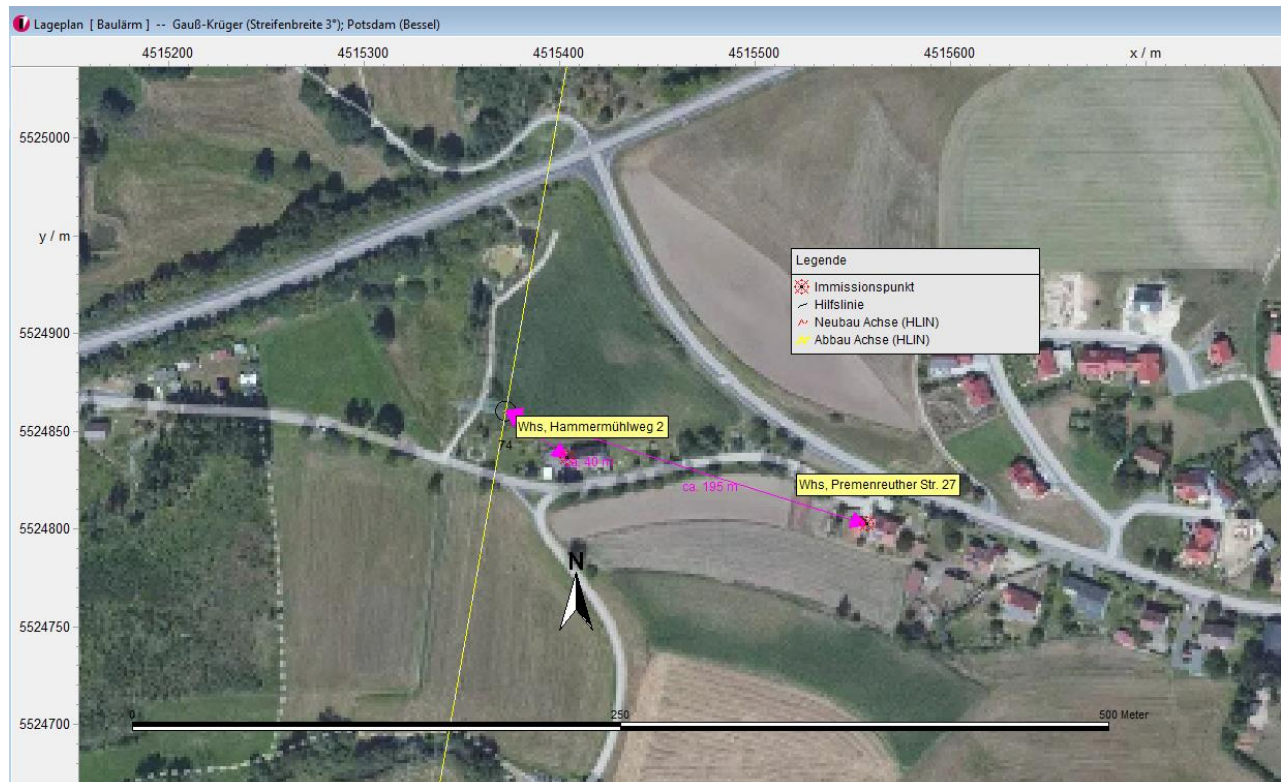 Lageplan [ Baulärm ] -- Gauß-Krüger (Streifenbreite 3°); Potsdam (Bessel)
4515200 4515300 4515400 4515500 4515600 x / m
5525000
y / m
Legende
Immissionspunkt
Hilfslinie
Neubau Achse (HLIN)
Abbau Achse (HLIN)
5524900
5524850
Whs, Hammermühlweg 2
74
ca. 40 m
ca. 195 m
Whs, Premenreuther Str. 27
5524800
N
5524750
5524700
0 250 500 Meter